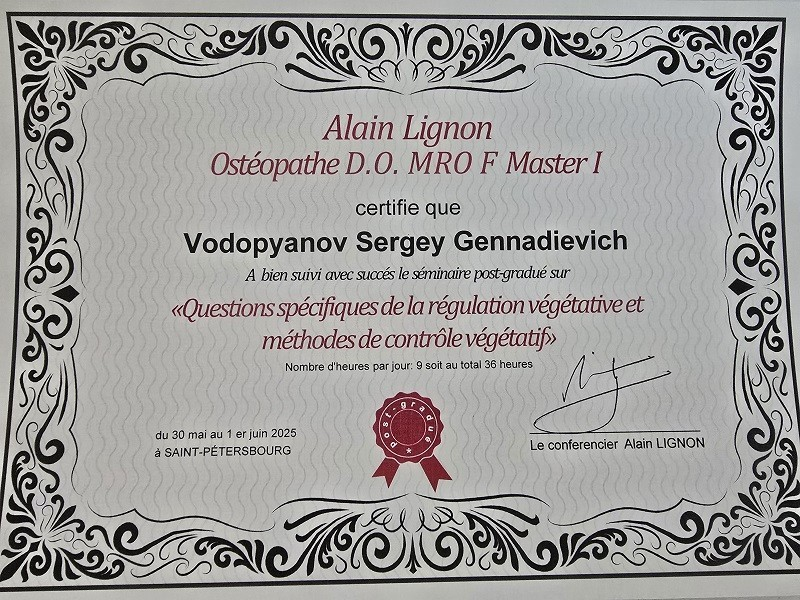 Alain Lignon
Ostéopathe D.O. MRO F Master I
certifie que
Vodopyanov Sergey Gennadievich
A bien suivi avec succés le séminaire post-gradué sur
«Questions spécifiques de la régulation végétative et
méthodes de contrôle végétatif»
Nombre d'heures par jour: 9 soit au total 36 heures
post-gradué
du 30 mai au 1 er juin 2025
à SAINT-PÉTERSBOURG
Le conferencier Alain LIGNON